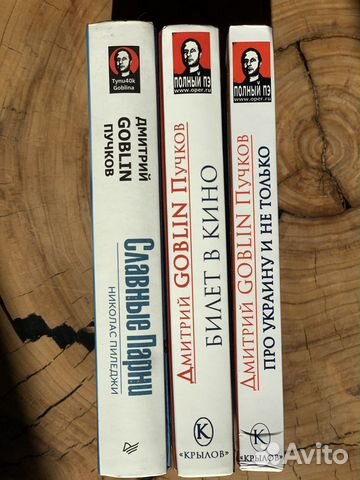 Tynu40k
Goblina
ДМИТРИЙ
GOBLIN
ПУЧКОВ
Славные Парни
НИКОЛАС ПИЛЕДЖИ
ПОЛНЫЙ ПЭ
www.oper.ru
Дмитрий GOBLIN Пучков
БИЛЕТ В КИНО
К
«КРЫЛОВ»
ПОЛНЫЙ ПЭ
www.oper.ru
Дмитрий GOBLIN Пучков
ПРО УКРАИНУ И НЕ ТОЛЬКО
К
«КРЫЛОВ»
Avito